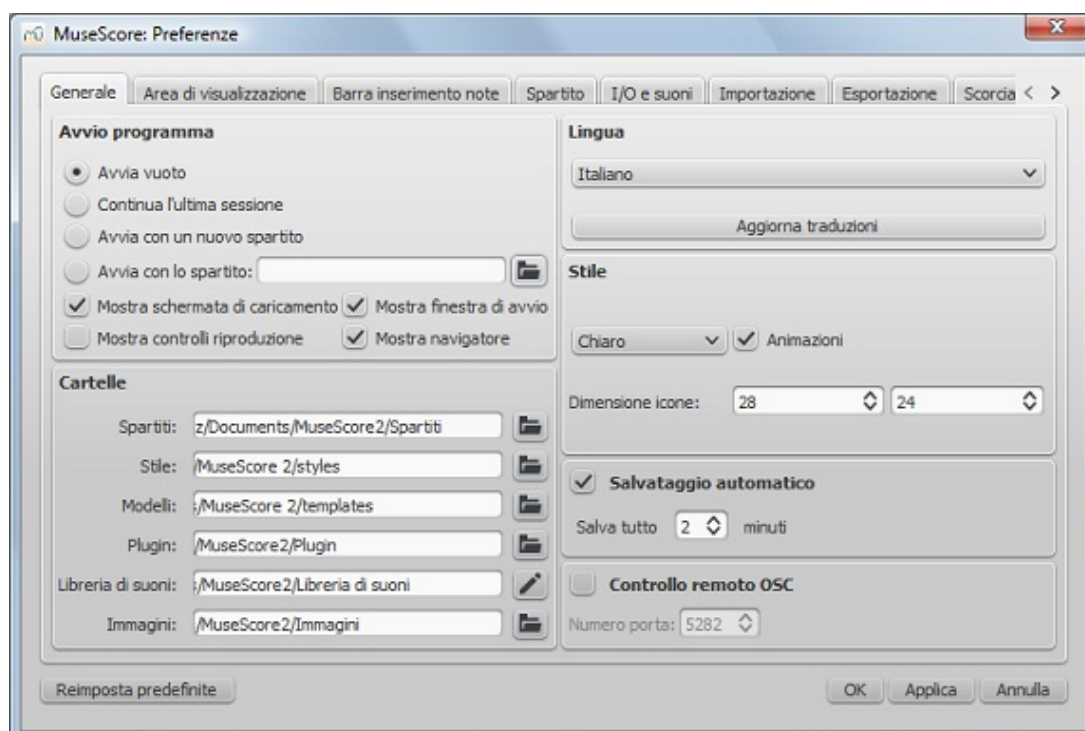 MuseScore: Preferenze
Generale Area di visualizzazione Barra inserimento note Spartito I/O e suoni Importazione Esportazione Scorcia
Avvio programma
Avvia vuoto
Continua l'ultima sessione
Avvia con un nuovo spartito
Avvia con lo spartito:
Mostra schermata di caricamento Mostra finestra di avvio
Mostra controlli riproduzione Mostra navigatore
Cartelle
Spartiti: z/Documents/MuseScore2/Spartiti
Stile: /MuseScore 2/styles
Modelli: ;/MuseScore 2/templates
Plugin: /MuseScore2/Plugin
Libreria di suoni: ;/MuseScore2/Libreria di suoni
Immagini: /MuseScore2/Immagini
Lingua
Italiano
Aggiorna traduzioni
Stile
Chiaro Animazioni
Dimensione icone: 28 24
Salvataggio automatico
Salva tutto 2 minuti
Controllo remoto OSC
Numero porta: 5282
Reimposta predefinite OK Applica Annulla